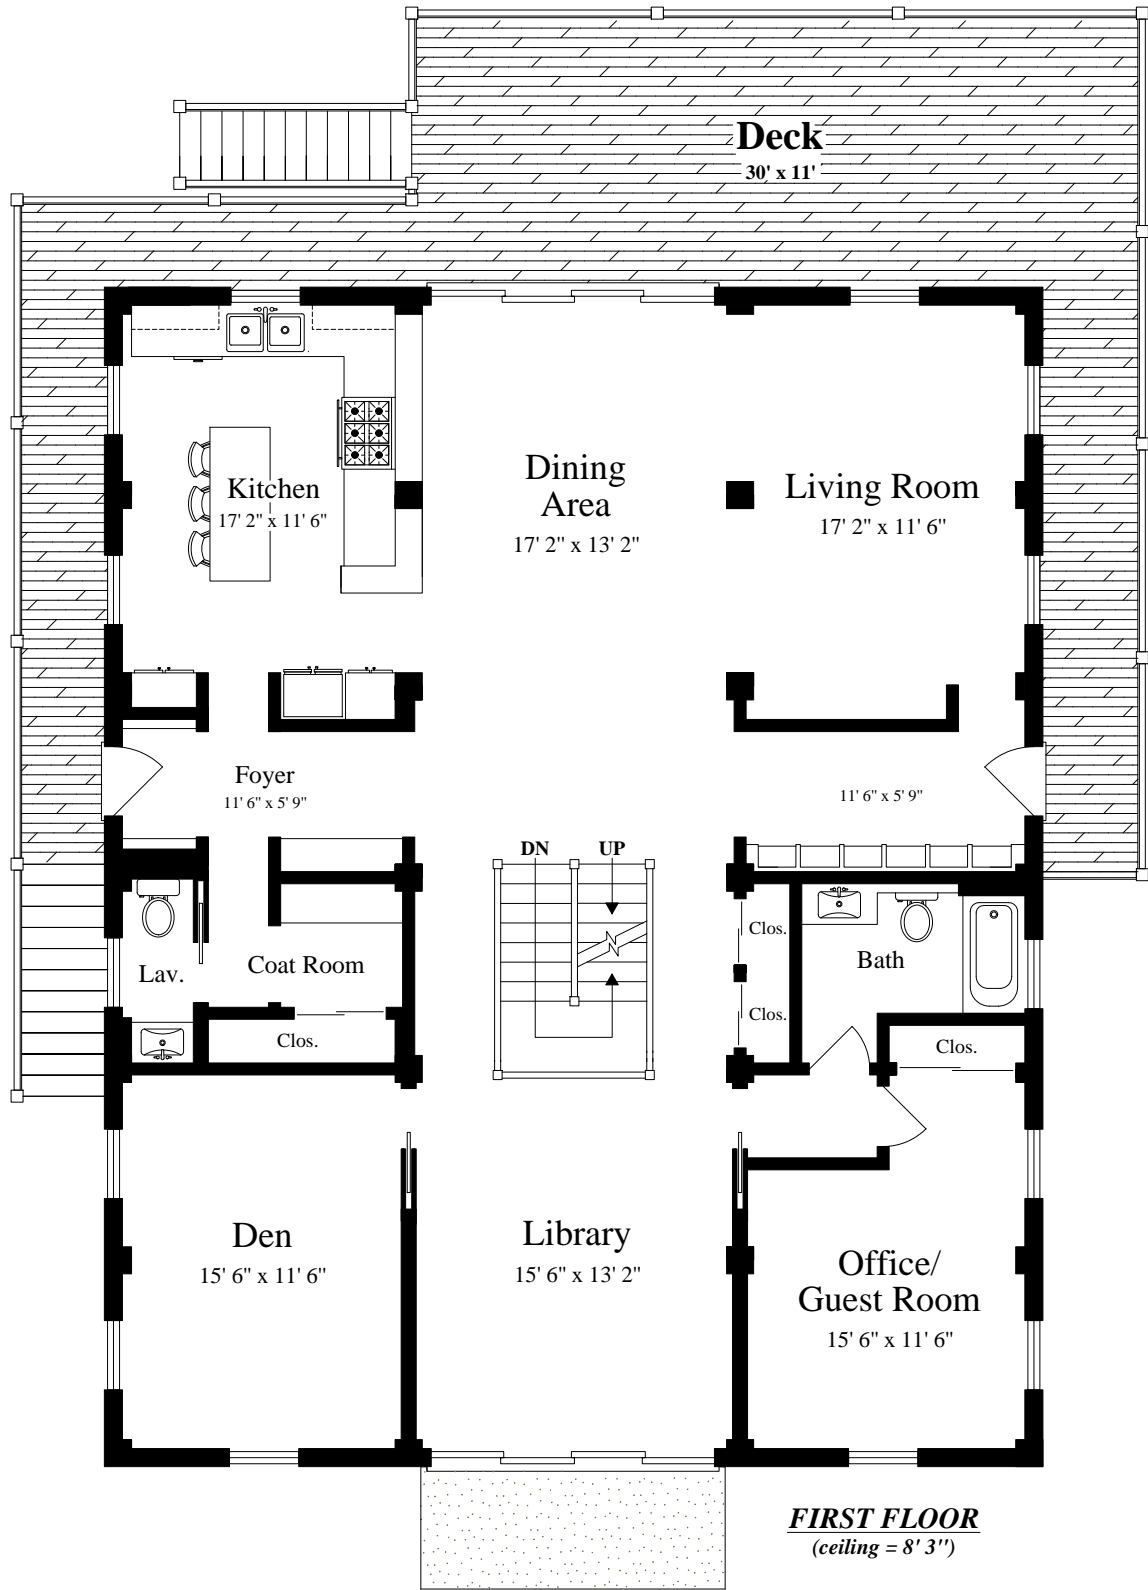 Deck
30' x 11'
Kitchen
17' 2" x 11' 6"
Dining
Area
17' 2" x 13' 2"
Living Room
17' 2" x 11' 6"
Foyer
11' 6" x 5' 9"
11' 6" x 5' 9"
DN
UP
Lav.
Coat Room
Clos.
Clos.
Clos.
Bath
Clos.
Den
15' 6" x 11' 6"
Library
15' 6" x 13' 2"
Office/
Guest Room
15' 6" x 11' 6"
FIRST FLOOR
(ceiling = 8' 3")